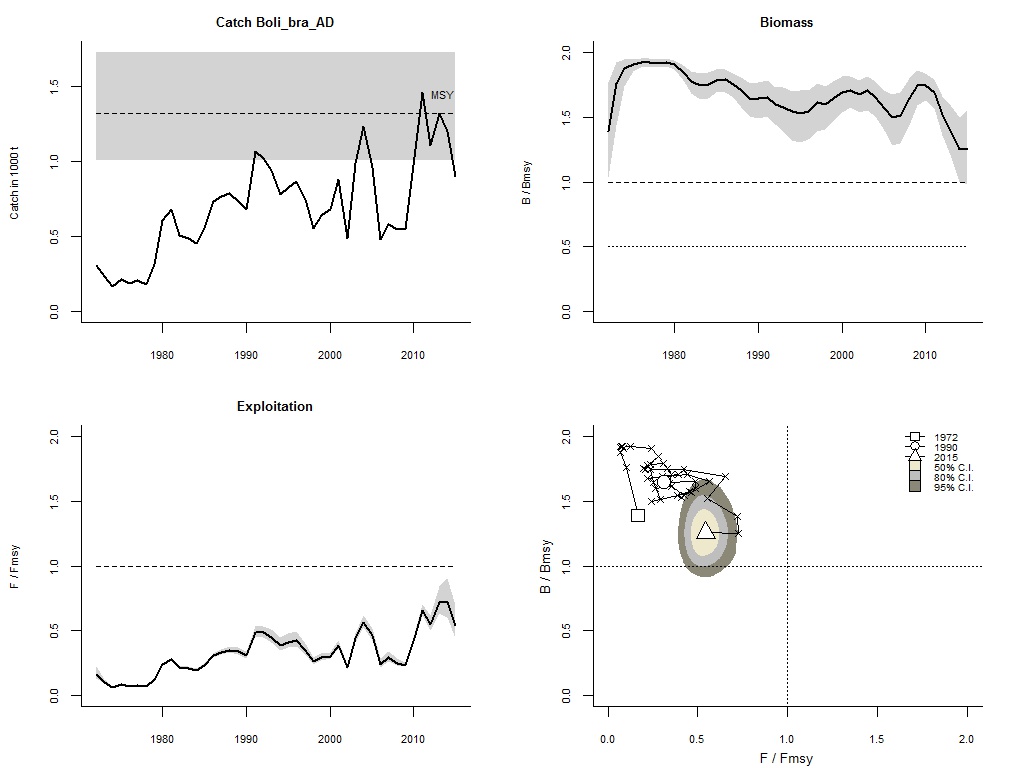 Catch Boli_bra_AD
Catch in 1000 t
1.5
1.0
0.5
0.0
MSY
1980 1990 2000 2010
Biomass
B / Bmsy
2.0
1.5
1.0
0.5
0.0
1980 1990 2000 2010
Exploitation
F / Fmsy
2.0
1.5
1.0
0.5
0.0
1980 1990 2000 2010
B / Bmsy
2.0
1.5
1.0
0.5
0.0
1972
1990
2015
50% C.I.
80% C.I.
95% C.I.
0.0 0.5 1.0 1.5 2.0
F / Fmsy